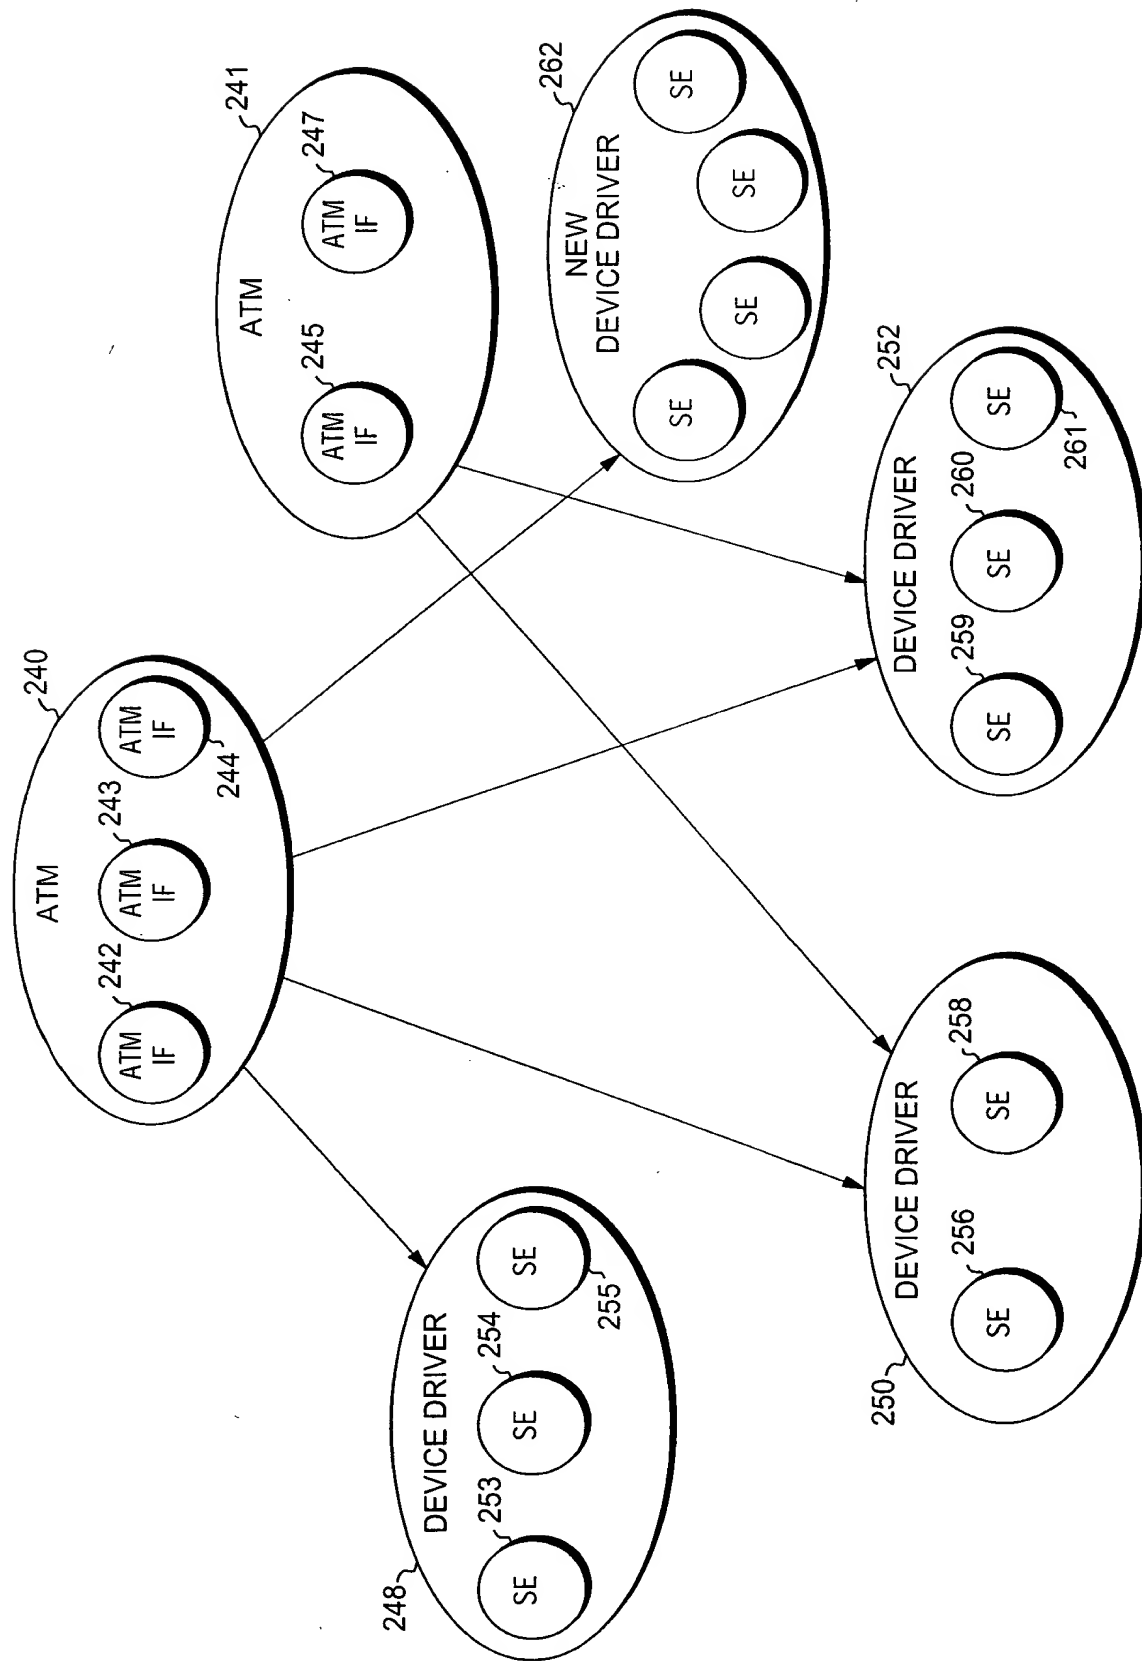 240
ATM
242
243
ATM
IF
ATM
IF
ATM
IF
244
241
ATM
245
247
ATM
IF
ATM
IF
248
DEVICE DRIVER
253
254
SE
SE
SE
255
262
NEW
DEVICE DRIVER
SE
SE
SE
SE
250
DEVICE DRIVER
256
258
SE
SE
252
DEVICE DRIVER
259
260
SE
SE
SE
261